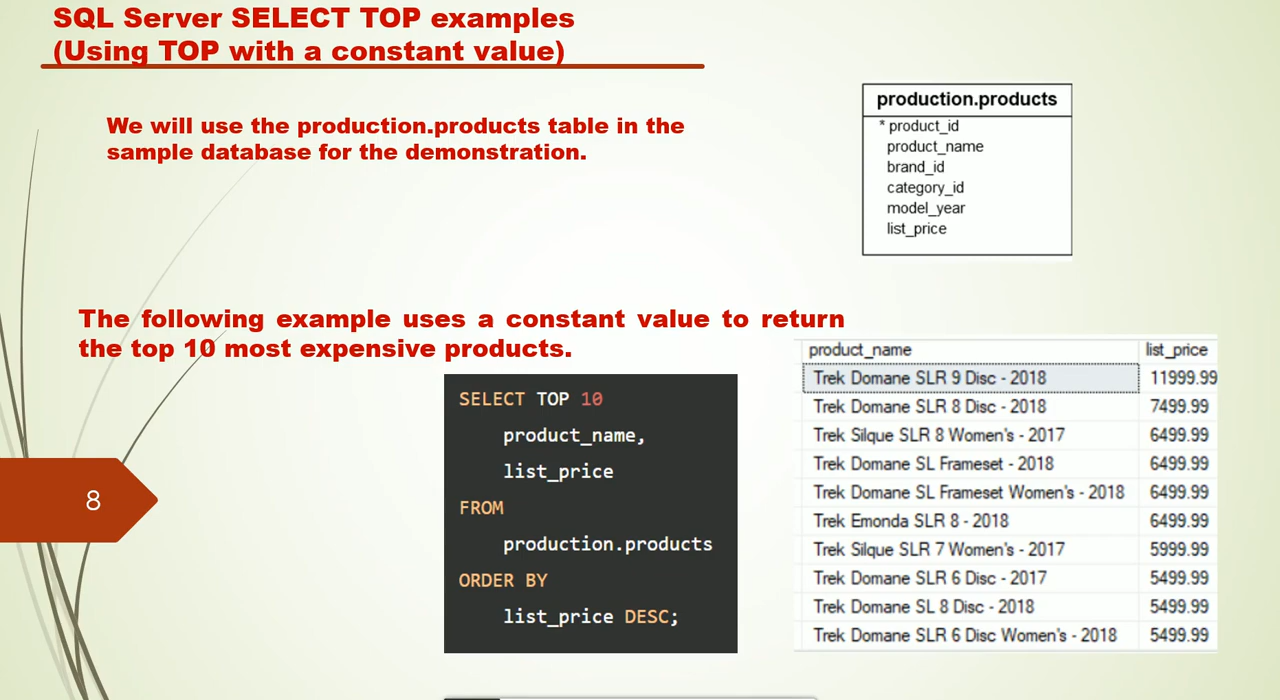 SQL Server SELECT TOP examples
(Using TOP with a constant value)
We will use the production.products table in the
sample database for the demonstration.
production.products
* product_id
product_name
brand_id
category_id
model_year
list_price
The following example uses a constant value to return
the top 10 most expensive products.
SELECT TOP 10
product_name,
list_price
FROM
production.products
ORDER BY
list_price DESC;
product_name list_price
Trek Domane SLR 9 Disc - 2018 11999.99
Trek Domane SLR 8 Disc - 2018 7499.99
Trek Silque SLR 8 Women's - 2017 6499.99
Trek Domane SL Frameset - 2018 6499.99
Trek Domane SL Frameset Women's - 2018 6499.99
Trek Emonda SLR 8 - 2018 6499.99
Trek Silque SLR 7 Women's - 2017 5999.99
Trek Domane SLR 6 Disc - 2017 5499.99
Trek Domane SL 8 Disc - 2018 5499.99
Trek Domane SLR 6 Disc Women's - 2018 5499.99
8